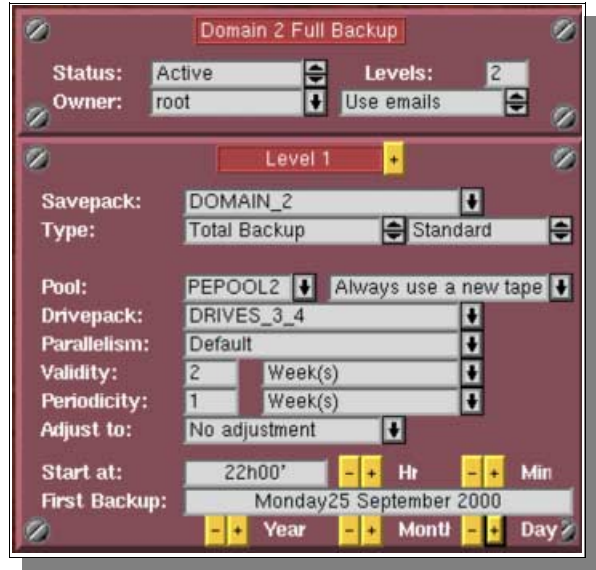 Domain 2 Full Backup
Status: Active Levels: 2
Owner: root Use emails
Level 1 +
Savepack: DOMAIN_2
Type: Total Backup Standard
Pool: PEPOOL2 Always use a new tape
Drivepack: DRIVES_3_4
Parallelism: Default
Validity: 2 Week(s)
Periodicity: 1 Week(s)
Adjust to: No adjustment
Start at: 22h00' - + Hr - + Min
First Backup: Monday25 September 2000
- + Year - + Month - + Day